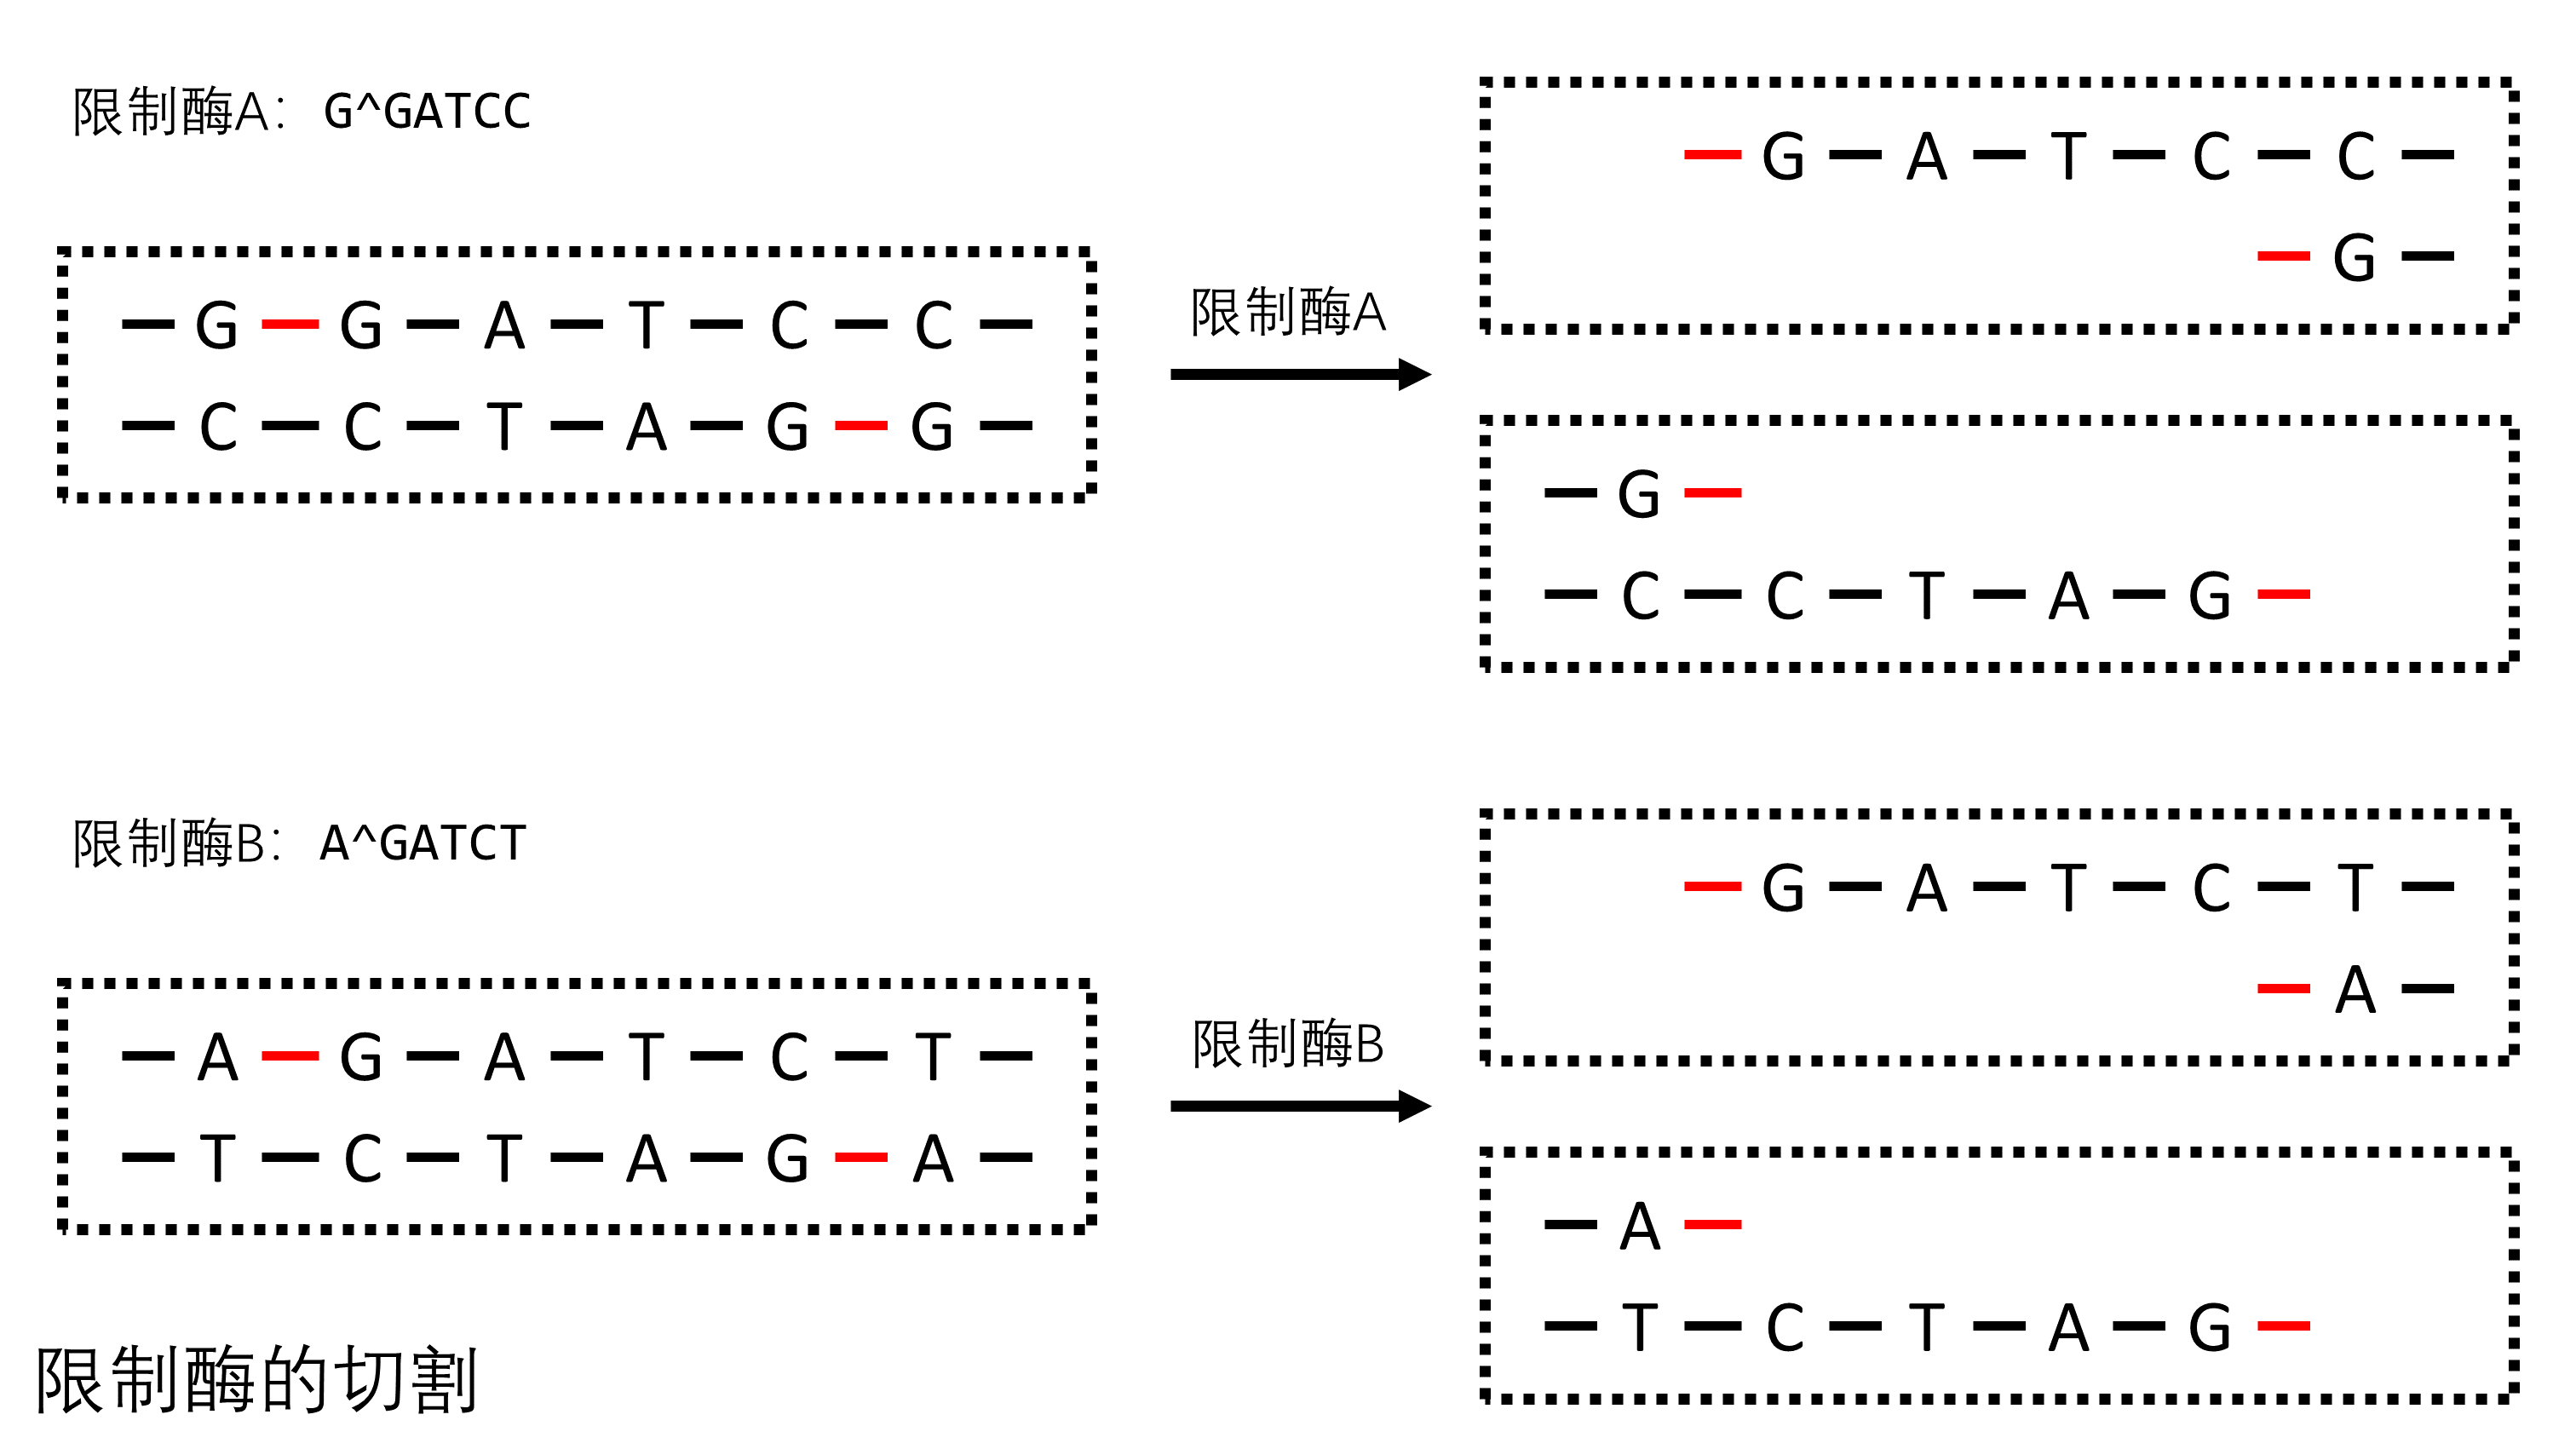 限制酶A：G^GATCC
— G — G — A — T — C — C —
— C — C — T — A — G — G —
限制酶A
— G — A — T — C — C —
— G —
— G —
— C — C — T — A — G —
限制酶B：A^GATCT
— A — G — A — T — C — T —
— T — C — T — A — G — A —
限制酶B
— G — A — T — C — T —
— A —
— A —
— T — C — T — A — G —
限制酶的切割